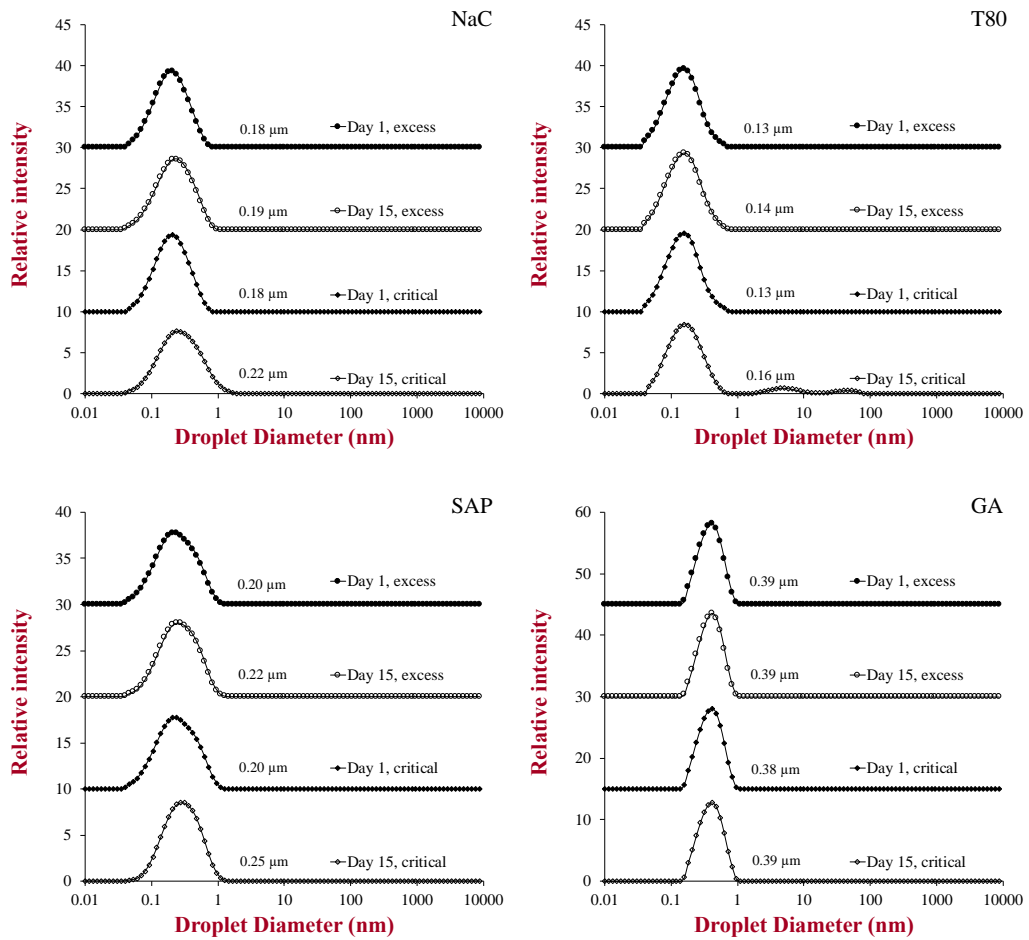 NaC
45
40
35
30
25
20
15
10
5
0
Relative intensity
0.18 µm
Day 1, excess
0.19 µm
Day 15, excess
0.18 µm
Day 1, critical
0.22 µm
Day 15, critical
0.01 0.1 1 10 100 1000 10000
Droplet Diameter (nm)
T80
45
40
35
30
25
20
15
10
5
0
Relative intensity
0.13 µm
Day 1, excess
0.14 µm
Day 15, excess
0.13 µm
Day 1, critical
0.16 µm
Day 15, critical
0.01 0.1 1 10 100 1000 10000
Droplet Diameter (nm)
SAP
40
35
30
25
20
15
10
5
0
Relative intensity
0.20 µm
Day 1, excess
0.22 µm
Day 15, excess
0.20 µm
Day 1, critical
0.25 µm
Day 15, critical
0.01 0.1 1 10 100 1000 10000
Droplet Diameter (nm)
GA
60
50
40
30
20
10
0
Relative intensity
0.39 µm
Day 1, excess
0.39 µm
Day 15, excess
0.38 µm
Day 1, critical
0.39 µm
Day 15, critical
0.01 0.1 1 10 100 1000 10000
Droplet Diameter (nm)